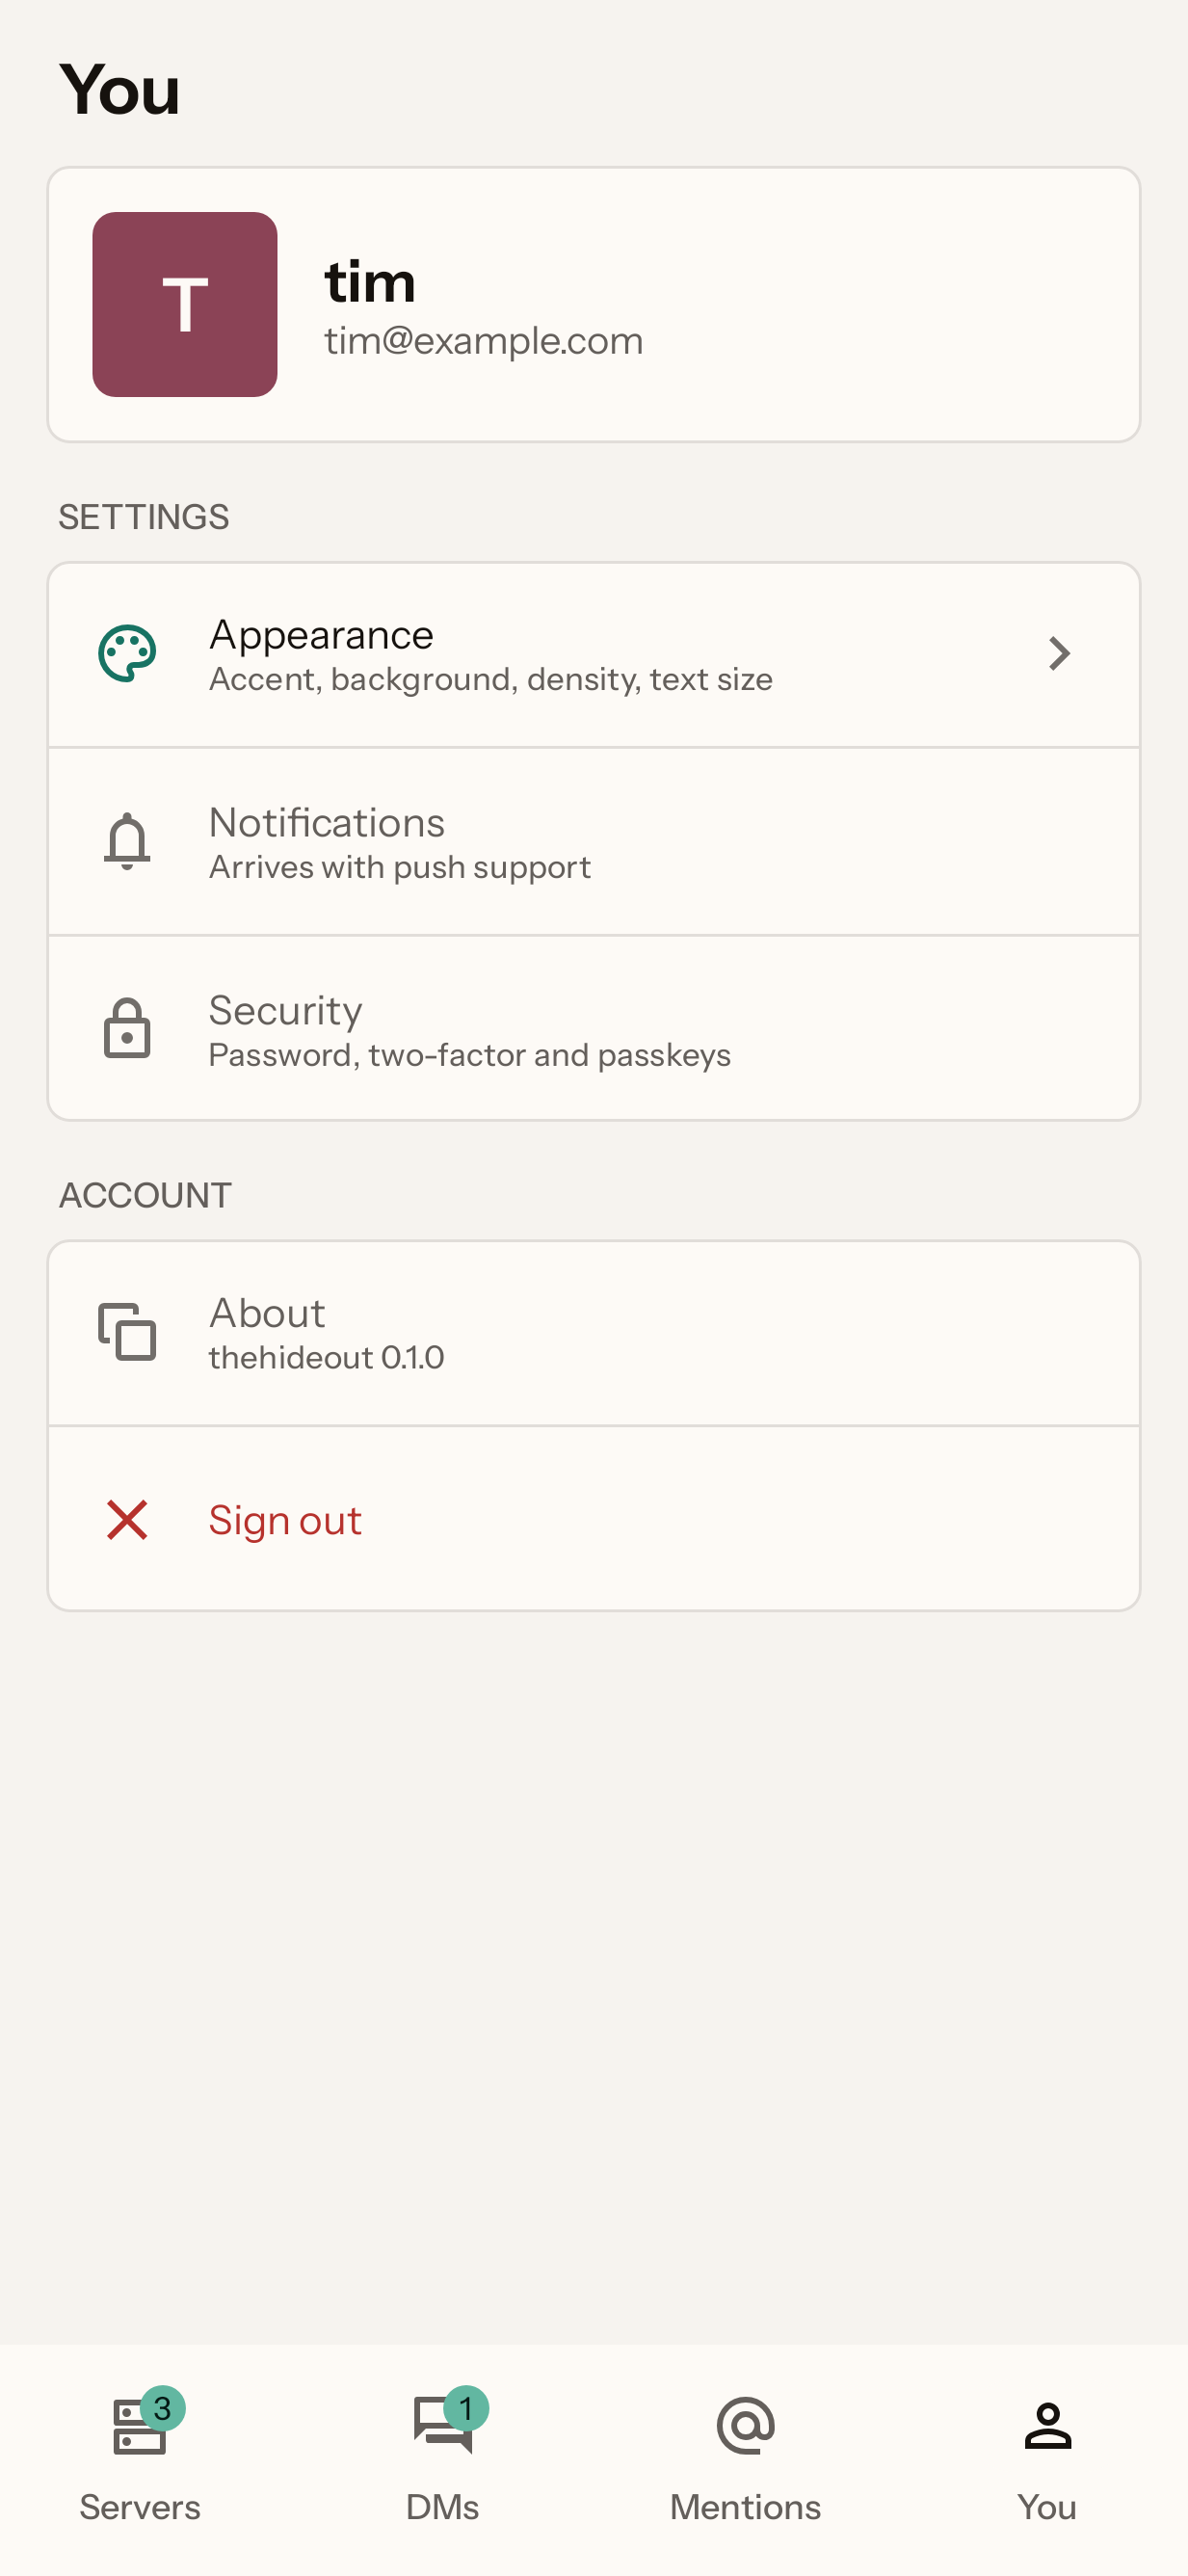 You
T
tim
tim@example.com
SETTINGS
Appearance
Accent, background, density, text size
Notifications
Arrives with push support
Security
Password, two-factor and passkeys
ACCOUNT
About
thehideout 0.1.0
Sign out
3
1
Servers
DMs
Mentions
You